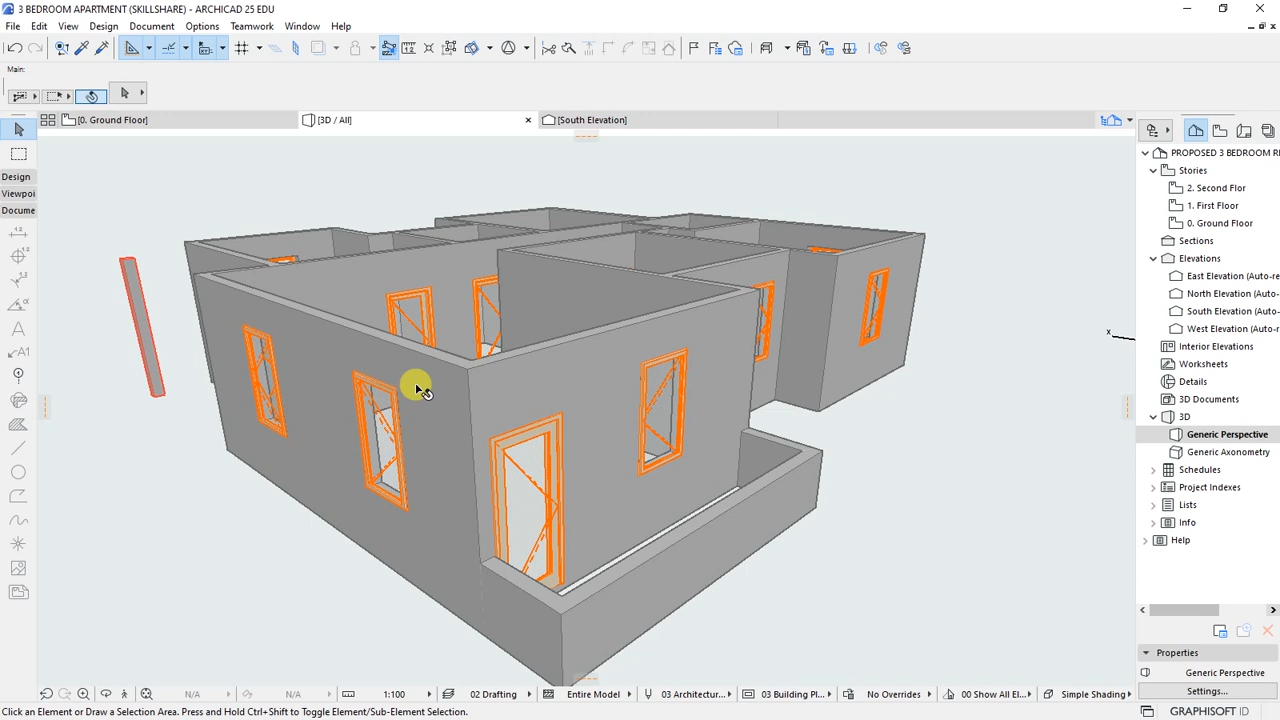 3 BEDROOM APARTMENT (SKILLSHARE) - ARCHICAD 25 EDU
File Edit View Design Document Options Teamwork Window Help
Main:
[0. Ground Floor]
[3D / All]
[South Elevation]
Design
Viewpoi
Docume
PROPOSED 3 BEDROOM RE
Stories
2. Second Flor
1. First Floor
0. Ground Floor
Sections
Elevations
East Elevation (Auto-re
North Elevation (Auto-
South Elevation (Auto-
West Elevation (Auto-re
Interior Elevations
Worksheets
Details
3D Documents
3D
Generic Perspective
Generic Axonometry
Schedules
Project Indexes
Lists
Info
Help
x
Properties
Generic Perspective
Settings...
N/A N/A 1:100 02 Drafting Entire Model 03 Architectur... 03 Building Pl... No Overrides 00 Show All El... Simple Shading
Click an Element or Draw a Selection Area. Press and Hold Ctrl+Shift to Toggle Element/Sub-Element Selection.
GRAPHISOFT ID